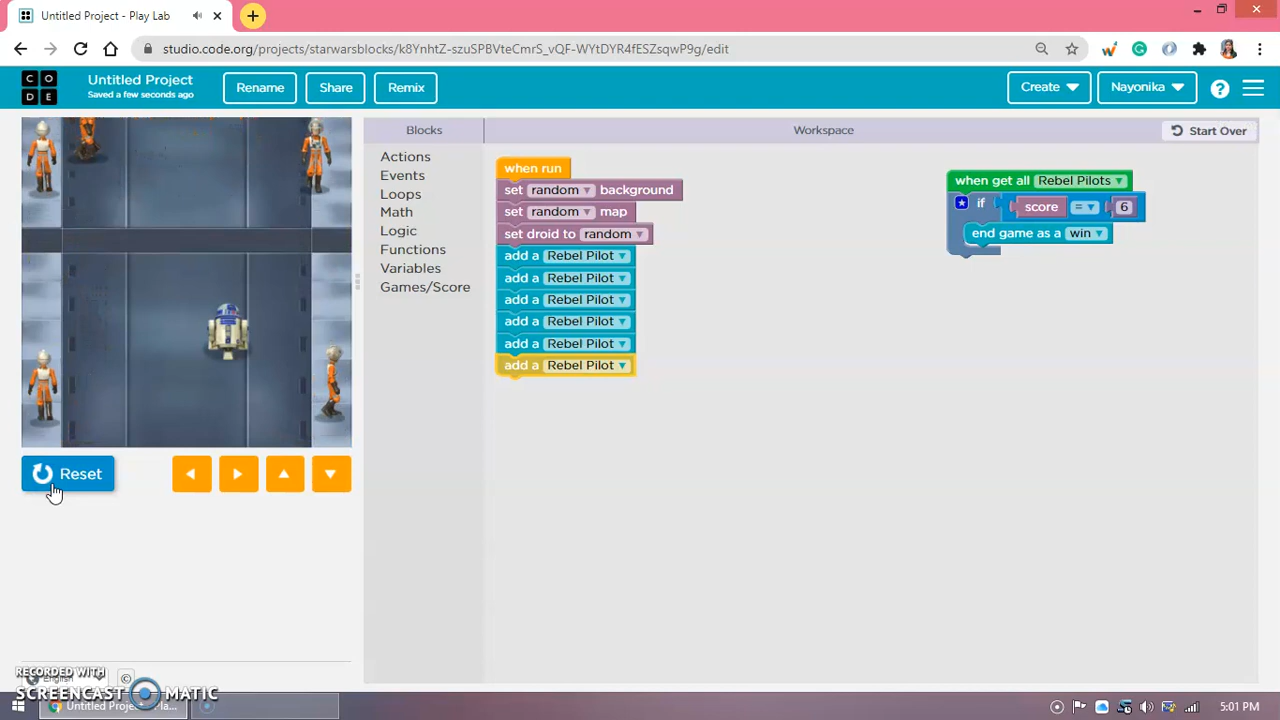 Untitled Project - Play Lab
studio.code.org/projects/starwarsblocks/k8YnhtZ-szuSPBVteCmrS_vQF-WYtDYR4fESZsqwP9g/edit
C O D E
Untitled Project
Saved a few seconds ago
Rename
Share
Remix
Create
Nayonika
?
Blocks
Workspace
Start Over
Actions
Events
Loops
Math
Logic
Functions
Variables
Games/Score
when run
set random background
set random map
set droid to random
add a Rebel Pilot
add a Rebel Pilot
add a Rebel Pilot
add a Rebel Pilot
add a Rebel Pilot
add a Rebel Pilot
when get all Rebel Pilots
if score = 6
end game as a win
Reset
English
©
RECORDED WITH
SCREENCAST MATIC
Untitled Project - Pla...
5:01 PM